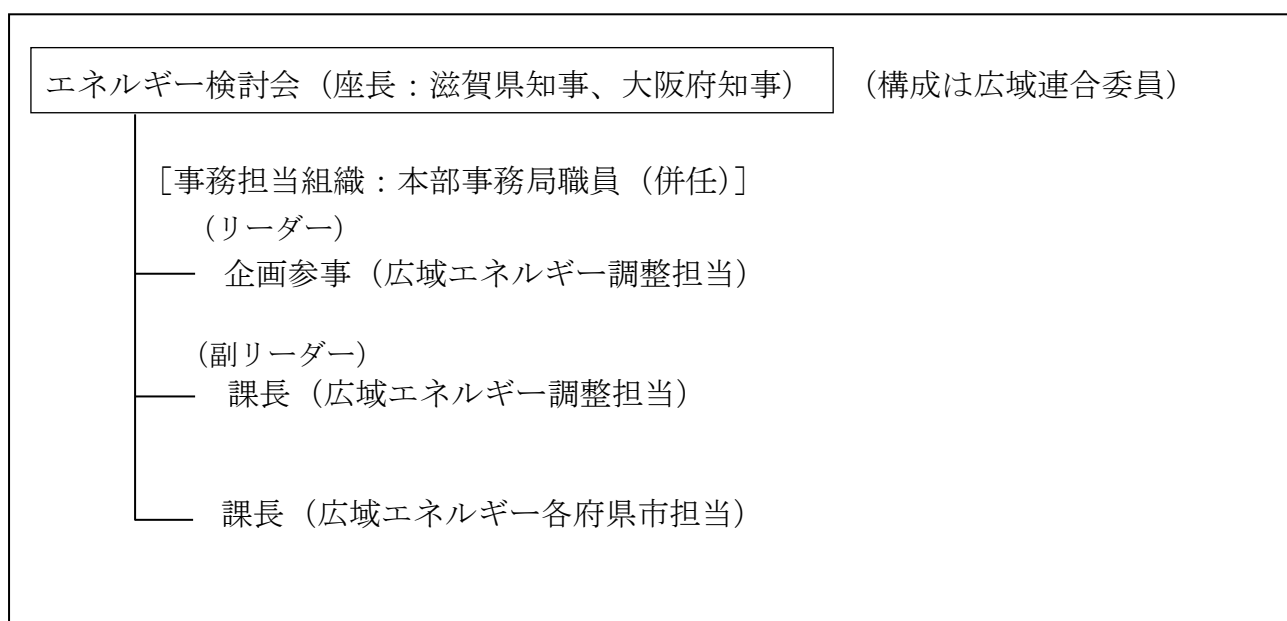 エネルギー検討会（座長：滋賀県知事、大阪府知事）　（構成は広域連合委員）
［事務担当組織：本部事務局職員（併任）］
（リーダー）
企画参事（広域エネルギー調整担当）
（副リーダー）
課長（広域エネルギー調整担当）
課長（広域エネルギー各府県市担当）